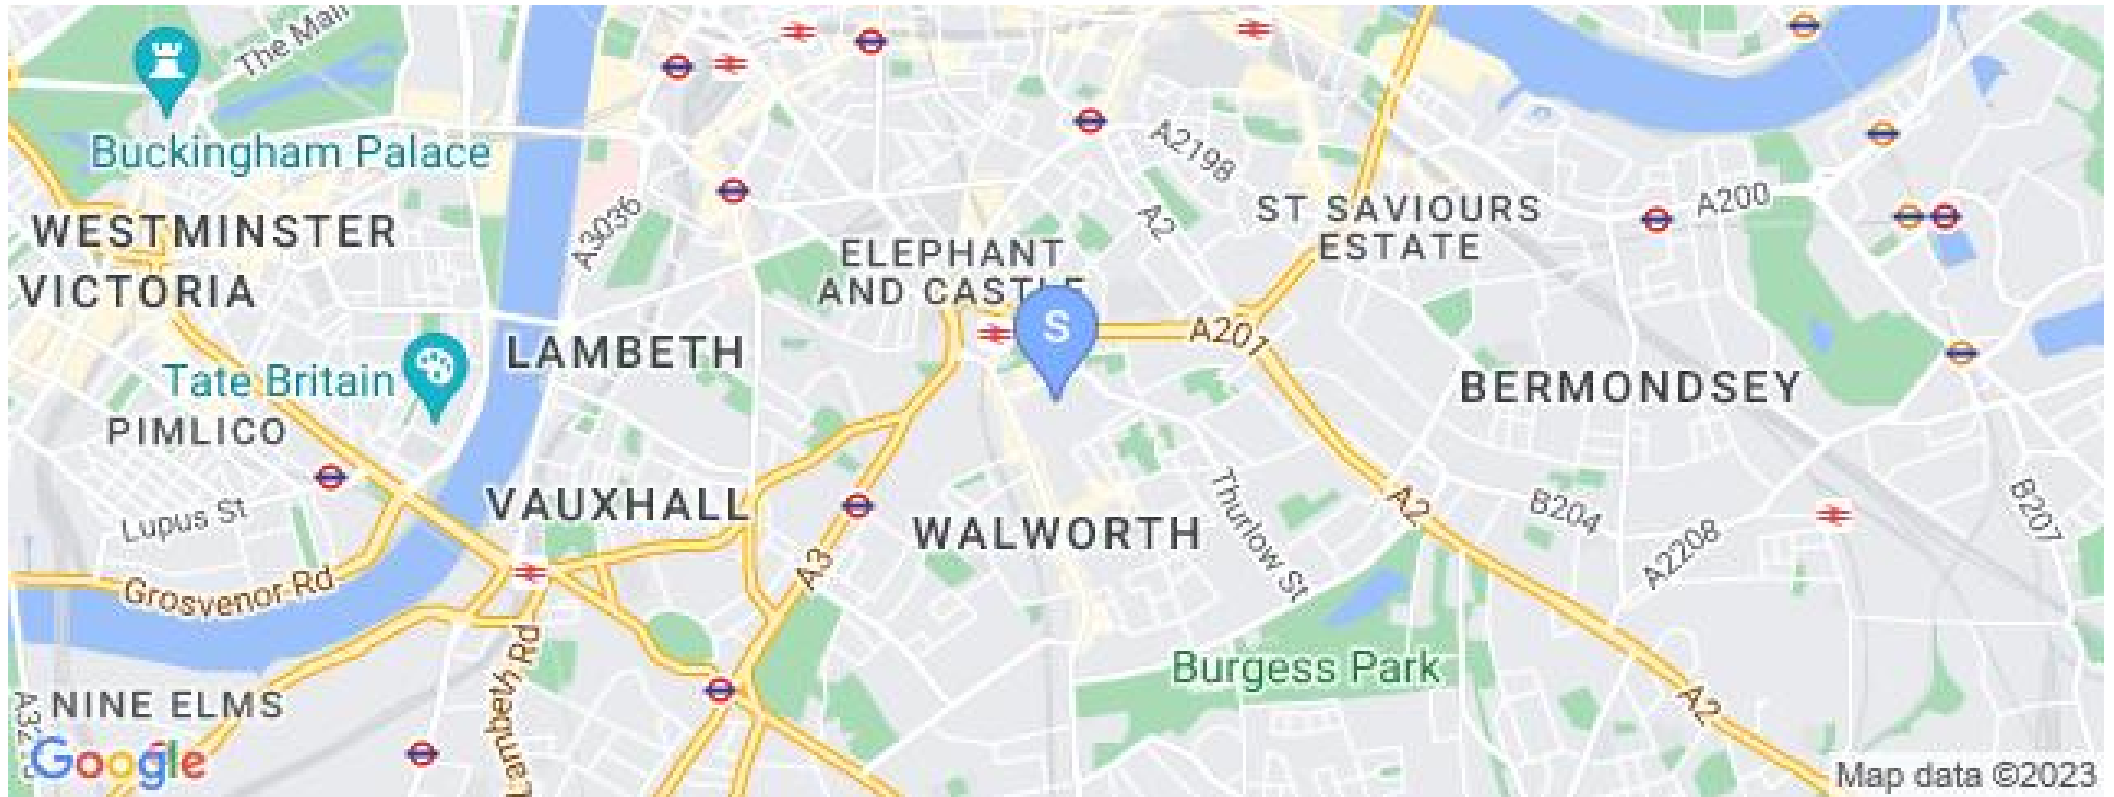 The Mall
Buckingham Palace
A2198
WESTMINSTER
A3036
A2
ST SAVIOURS
ESTATE
A200
VICTORIA
ELEPHANT
AND CASTLE
S
A201
LAMBETH
Tate Britain
BERMONDSEY
PIMLICO
Lupus St
VAUXHALL
A3
WALWORTH
Thurlow St
A2
B204
A2208
B207
Grosvenor Rd
Lambeth Rd
Burgess Park
A2
NINE ELMS
Google
Map data ©2023